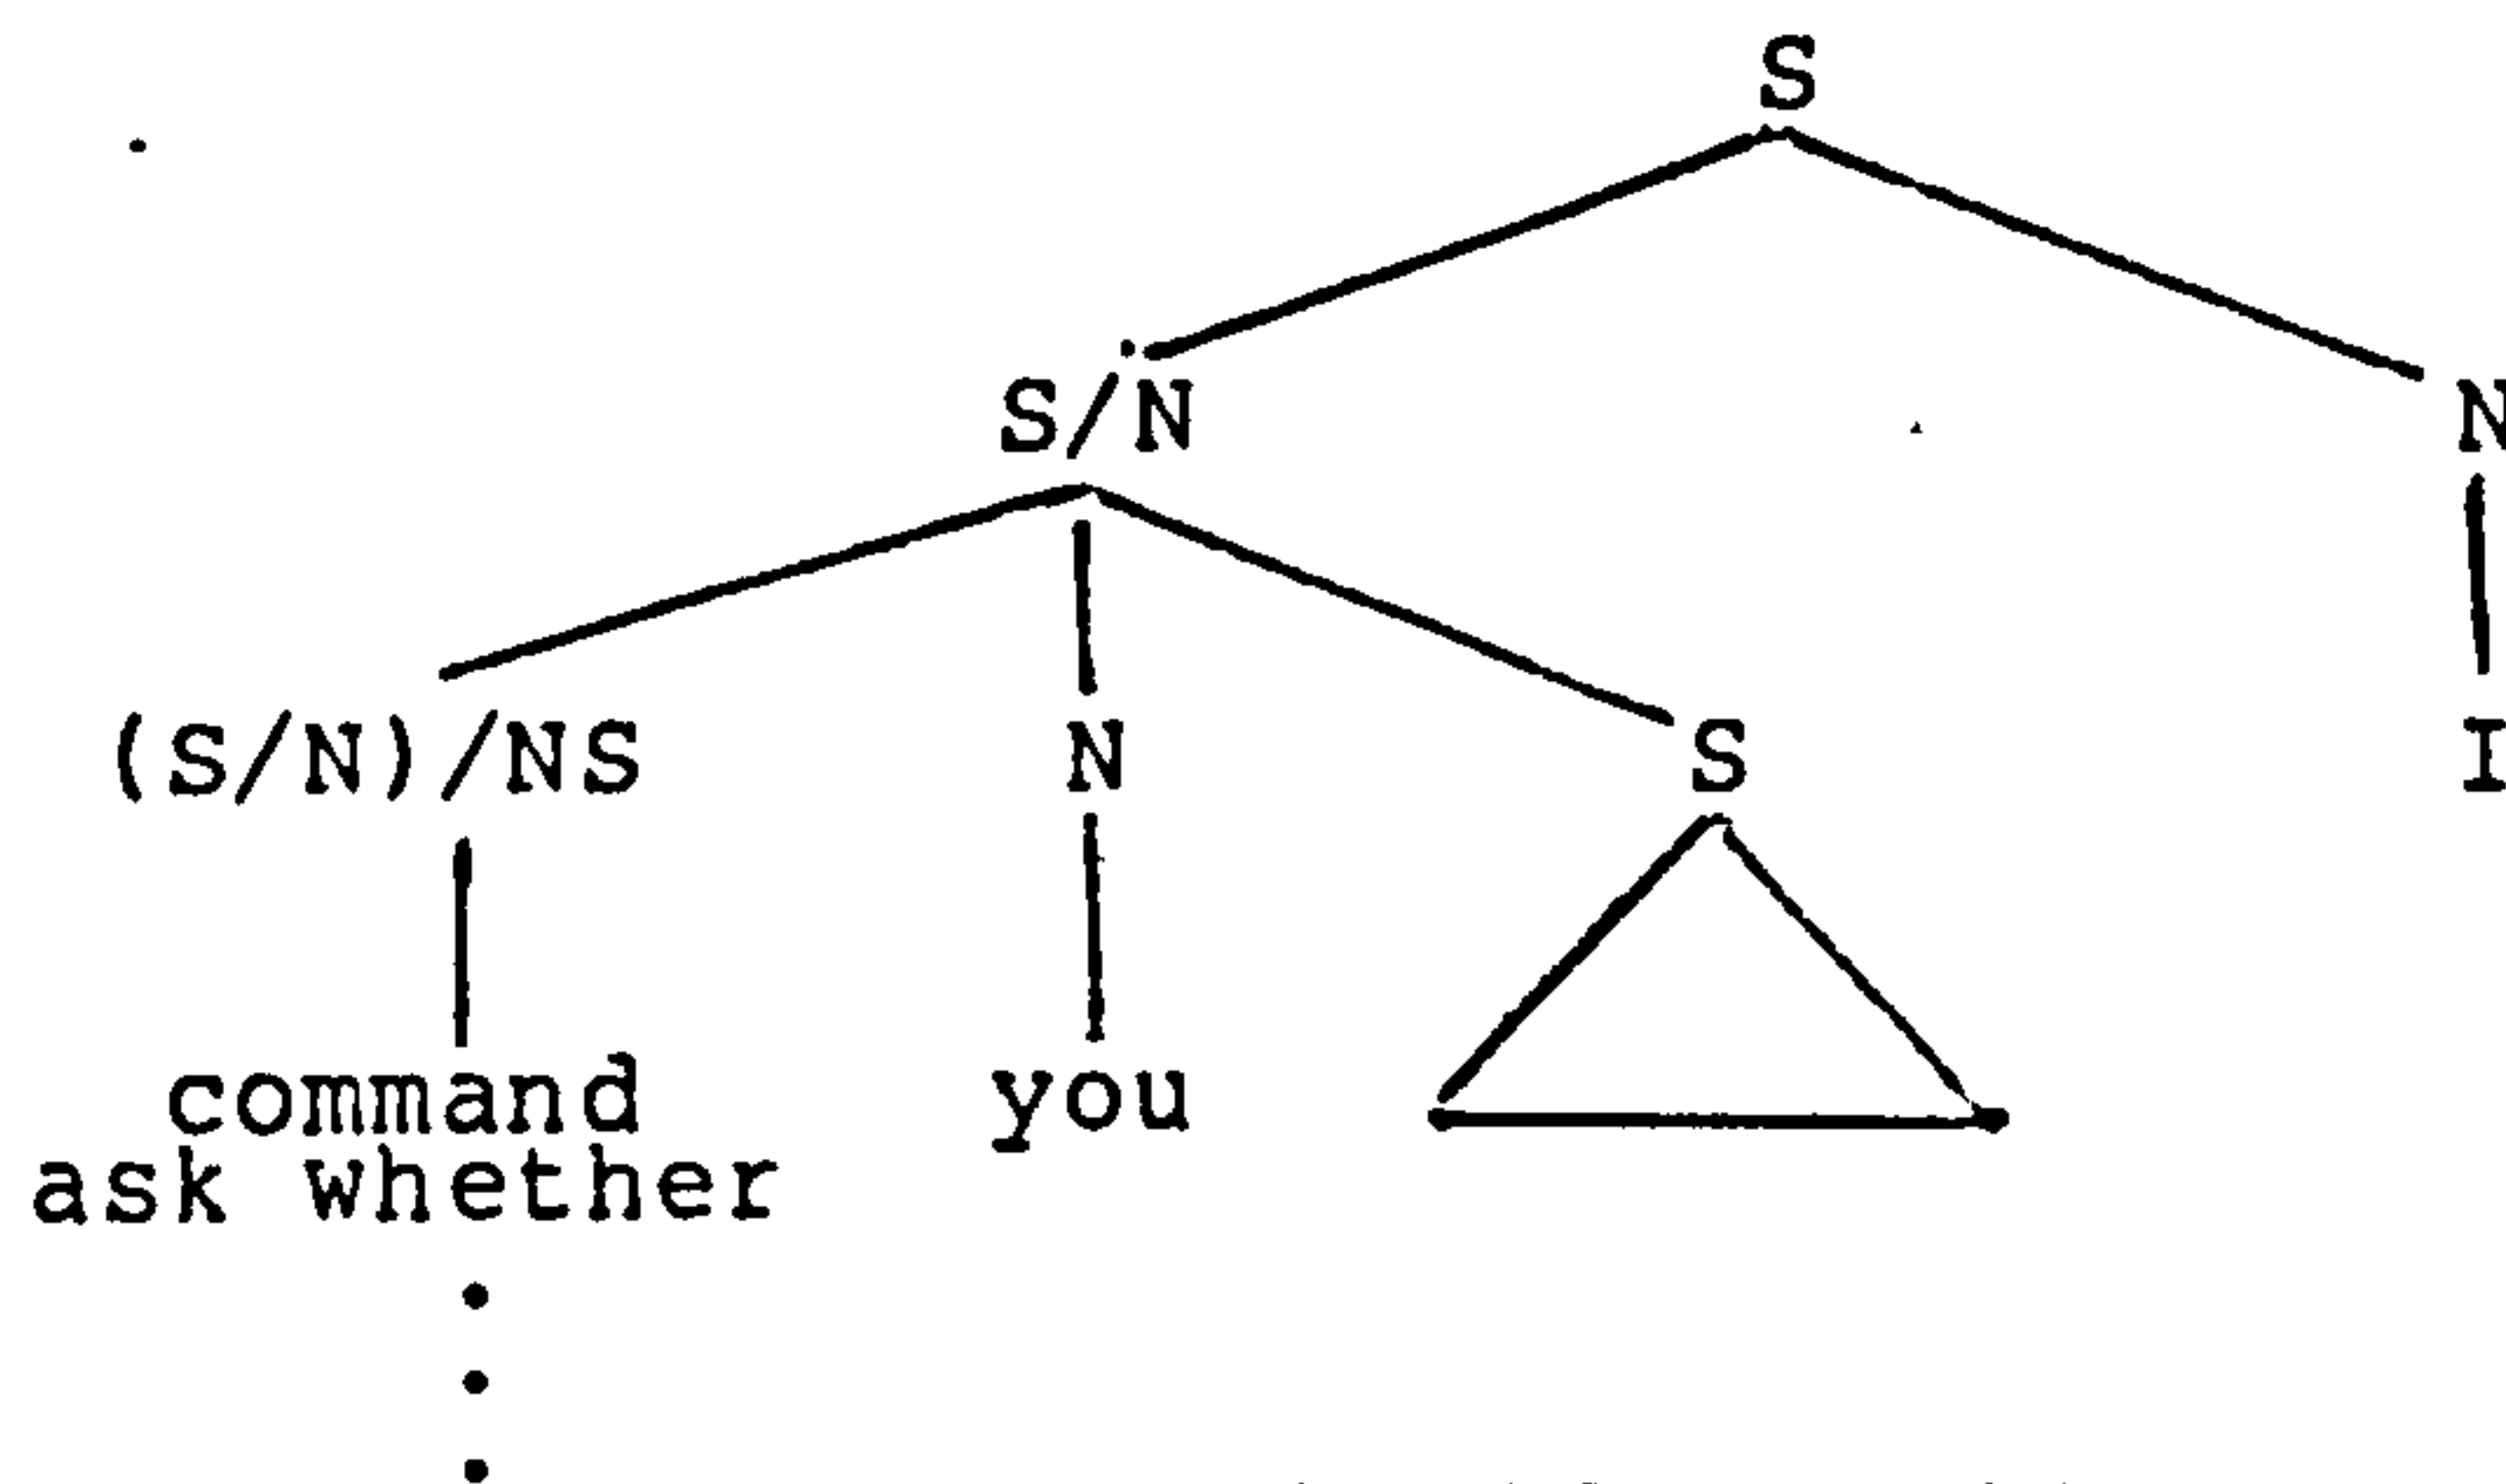 S
S/N N
(S/N)/NS N S I
command you
ask whether